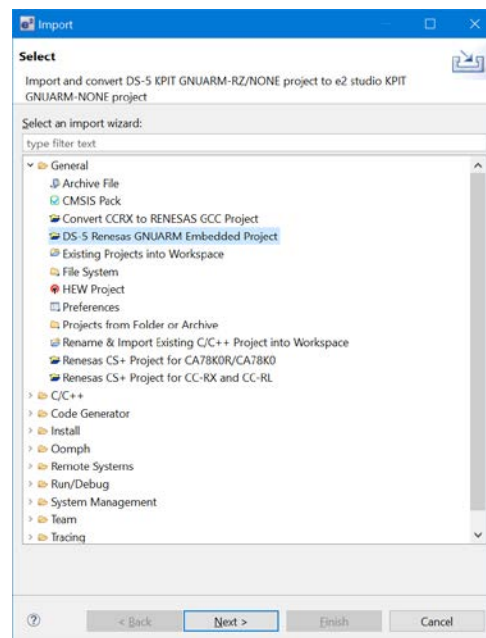 Import
Select
Import and convert DS-5 KPIT GNUARM-RZ/NONE project to e2 studio KPIT
GNUARM-NONE project
Select an import wizard:
type filter text
General
Archive File
CMSIS Pack
Convert CCRX to RENESAS GCC Project
DS-5 Renesas GNUARM Embedded Project
Existing Projects into Workspace
File System
HEW Project
Preferences
Projects from Folder or Archive
Rename & Import Existing C/C++ Project into Workspace
Renesas CS+ Project for CA78K0R/CA78K0
Renesas CS+ Project for CC-RX and CC-RL
C/C++
Code Generator
Install
Oomph
Remote Systems
Run/Debug
System Management
Team
Tracing
? < Back Next > Finish Cancel